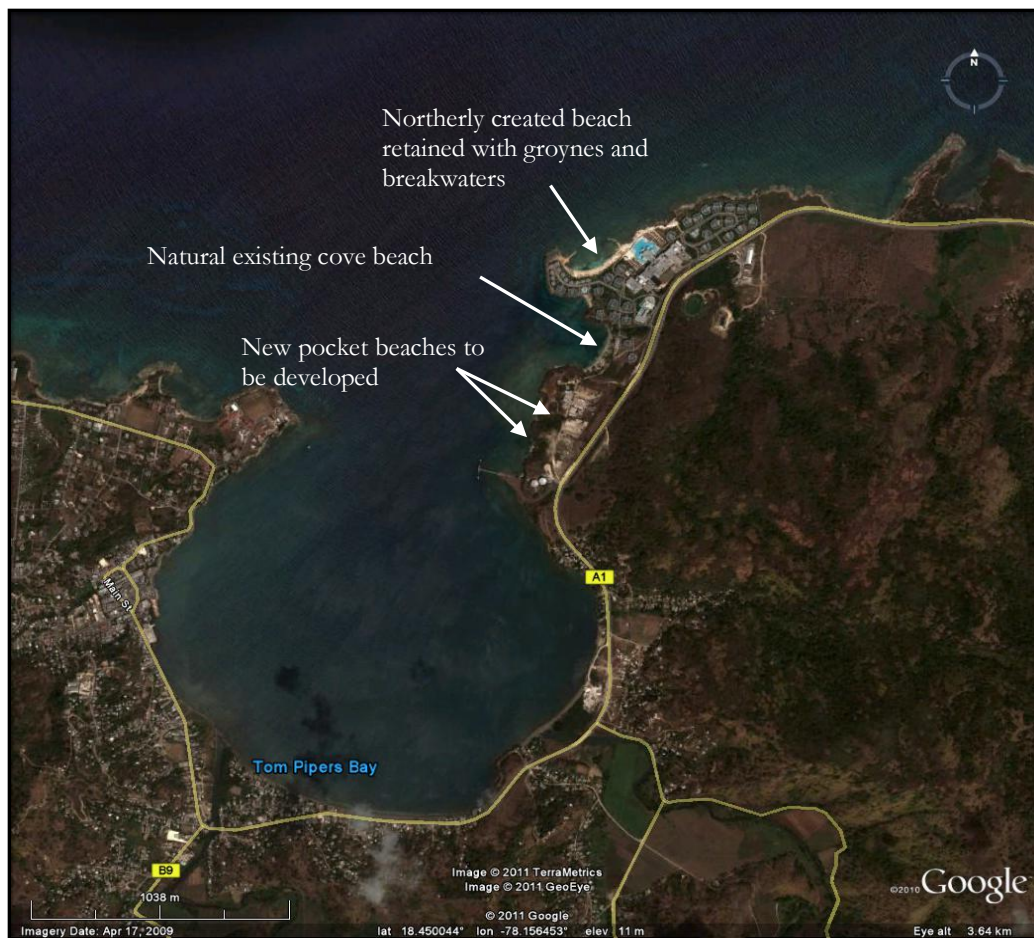 N
Northerly created beach
retained with groynes and
breakwaters
Natural existing cove beach
New pocket beaches to
be developed
Main St
A1
Tom Pipers Bay
B9
Image © 2011 TerraMetrics
Image © 2011 GeoEye
©2010 Google
1038 m
© 2011 Google
Imagery Date: Apr 17, 2009
lat 18.450044° lon -78.156453° elev 11 m
Eye alt 3.64 km